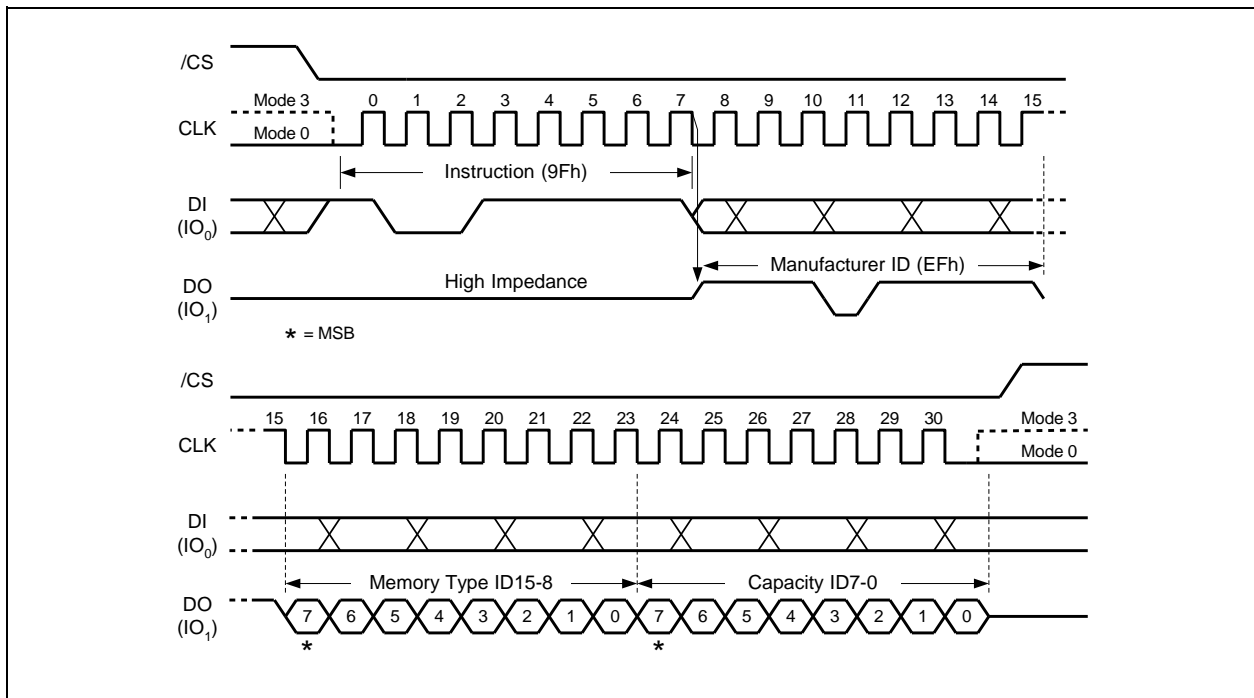 /CS
Mode 3 0 1 2 3 4 5 6 7 8 9 10 11 12 13 14 15
CLK
Mode 0
Instruction (9Fh)
DI
(IO0)
Manufacturer ID (EFh)
High Impedance
DO
(IO1)
* = MSB
/CS
15 16 17 18 19 20 21 22 23 24 25 26 27 28 29 30 Mode 3
CLK
Mode 0
DI
(IO0)
Memory Type ID15-8 Capacity ID7-0
DO
(IO1)
7 6 5 4 3 2 1 0 7 6 5 4 3 2 1 0
* *